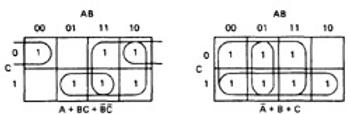 AB AB
00 01 11 10 00 01 11 10
0 1 1 1 0 1 1 1
C C
1 1 1 1 1 1 1 1 1
A + BC + B̅C̅ A̅ + B + C